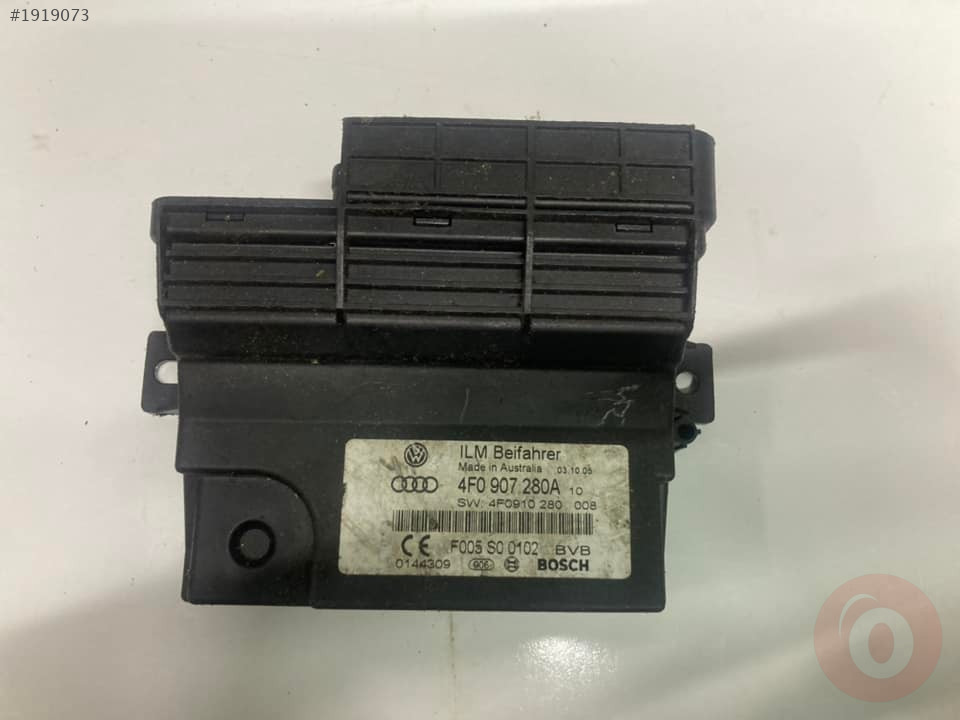 #1919073
ILM Beifahrer
Made in Australia 03.10.05
4F0 907 280A 10
SW: 4F0910 280 008
CE F005 S0 0102 BVB
0144309 906 BOSCH